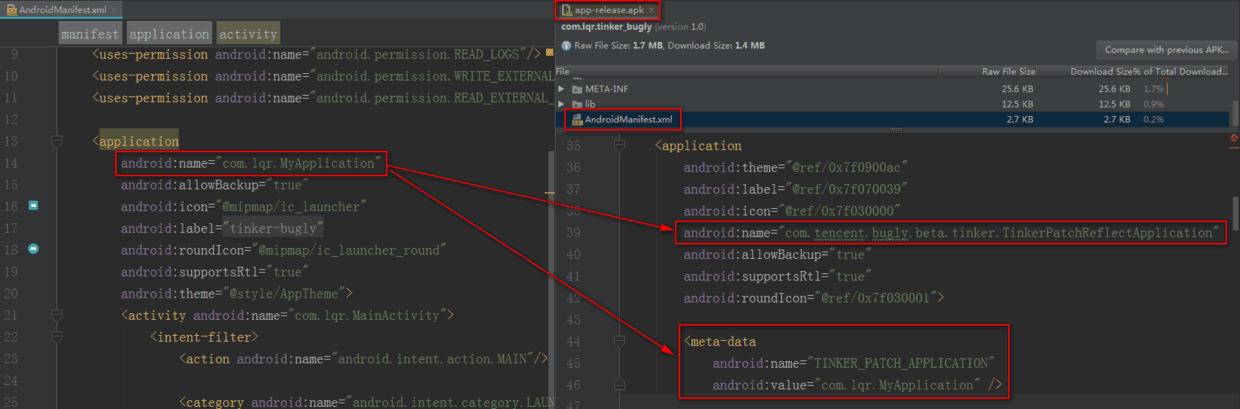 AndroidManifest.xml
manifest application activity
9 <uses-permission android:name="android.permission.READ_LOGS"/>
10 <uses-permission android:name="android.permission.WRITE_EXTERNAL_
11 <uses-permission android:name="android.permission.READ_EXTERNAL_
12
13 <application
14 android:name="com.lqr.MyApplication"
15 android:allowBackup="true"
16 android:icon="@mipmap/ic_launcher"
17 android:label="tinker-bugly"
18 android:roundIcon="@mipmap/ic_launcher_round"
19 android:supportsRtl="true"
20 android:theme="@style/AppTheme">
21 <activity android:name="com.lqr.MainActivity">
22 <intent-filter>
23 <action android:name="android.intent.action.MAIN"/>
24
25 <category android:name="android.intent.category.LAUN
app-release.apk
com.lqr.tinker_bugly (version 1.0)
Raw File Size: 1.7 MB, Download Size: 1.4 MB
Compare with previous APK...
File Raw File Size Download Size % of Total Download...
META-INF 25.6 KB 25.6 KB 1.7%
lib 12.5 KB 12.5 KB 0.9%
AndroidManifest.xml 2.7 KB 2.7 KB 0.2%
35 <application
36 android:theme="@ref/0x7f0900ac"
37 android:label="@ref/0x7f070039"
38 android:icon="@ref/0x7f030000"
39 android:name="com.tencent.bugly.beta.tinker.TinkerPatchReflectApplication"
40 android:allowBackup="true"
41 android:supportsRtl="true"
42 android:roundIcon="@ref/0x7f030001">
43
44 <meta-data
45 android:name="TINKER_PATCH_APPLICATION"
46 android:value="com.lqr.MyApplication" />
47